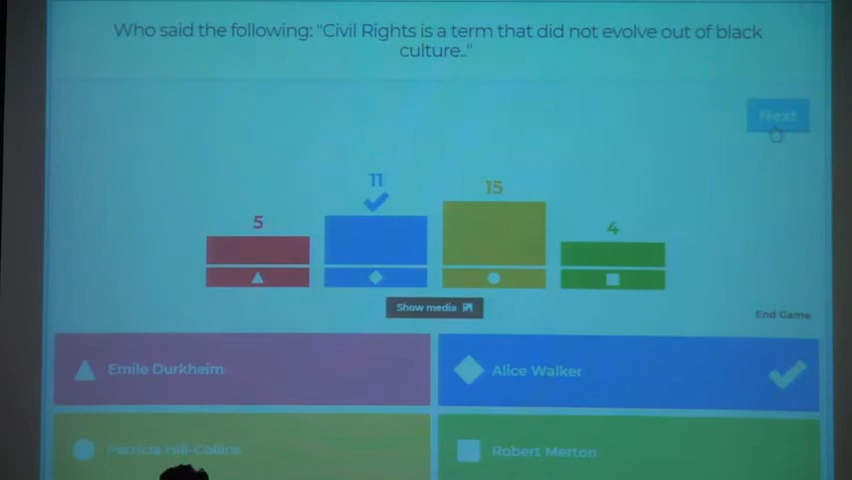 Who said the following: "Civil Rights is a term that did not evolve out of black
culture.."
Next
11
15
5
4
Show media
End Game
Emile Durkheim
Alice Walker
Patricia Hill-Collins
Robert Merton